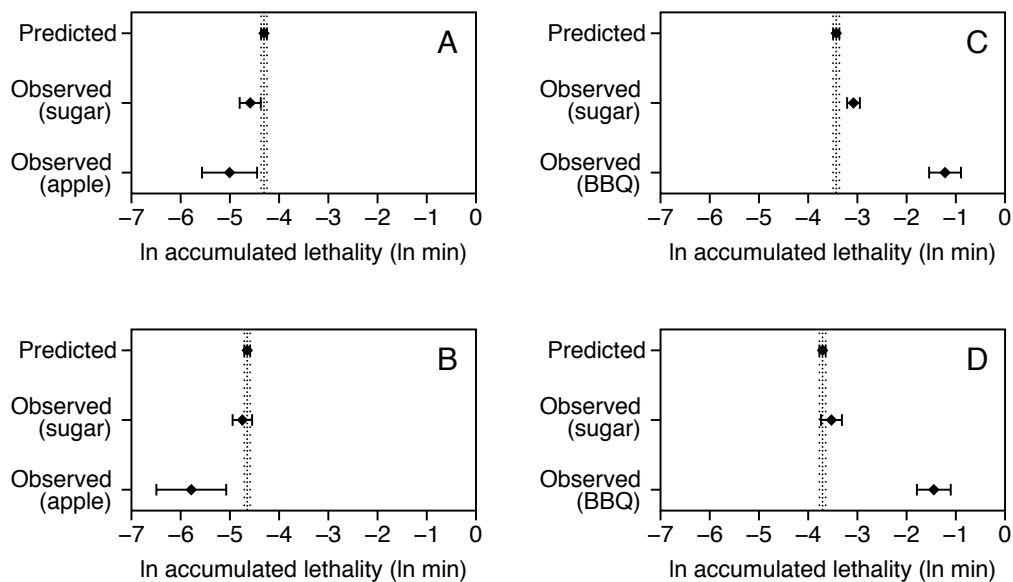 Predicted
A
Observed
(sugar)
Observed
(apple)
−7 −6 −5 −4 −3 −2 −1 0
ln accumulated lethality (ln min)
Predicted
C
Observed
(sugar)
Observed
(BBQ)
−7 −6 −5 −4 −3 −2 −1 0
ln accumulated lethality (ln min)
Predicted
B
Observed
(sugar)
Observed
(apple)
−7 −6 −5 −4 −3 −2 −1 0
ln accumulated lethality (ln min)
Predicted
D
Observed
(sugar)
Observed
(BBQ)
−7 −6 −5 −4 −3 −2 −1 0
ln accumulated lethality (ln min)